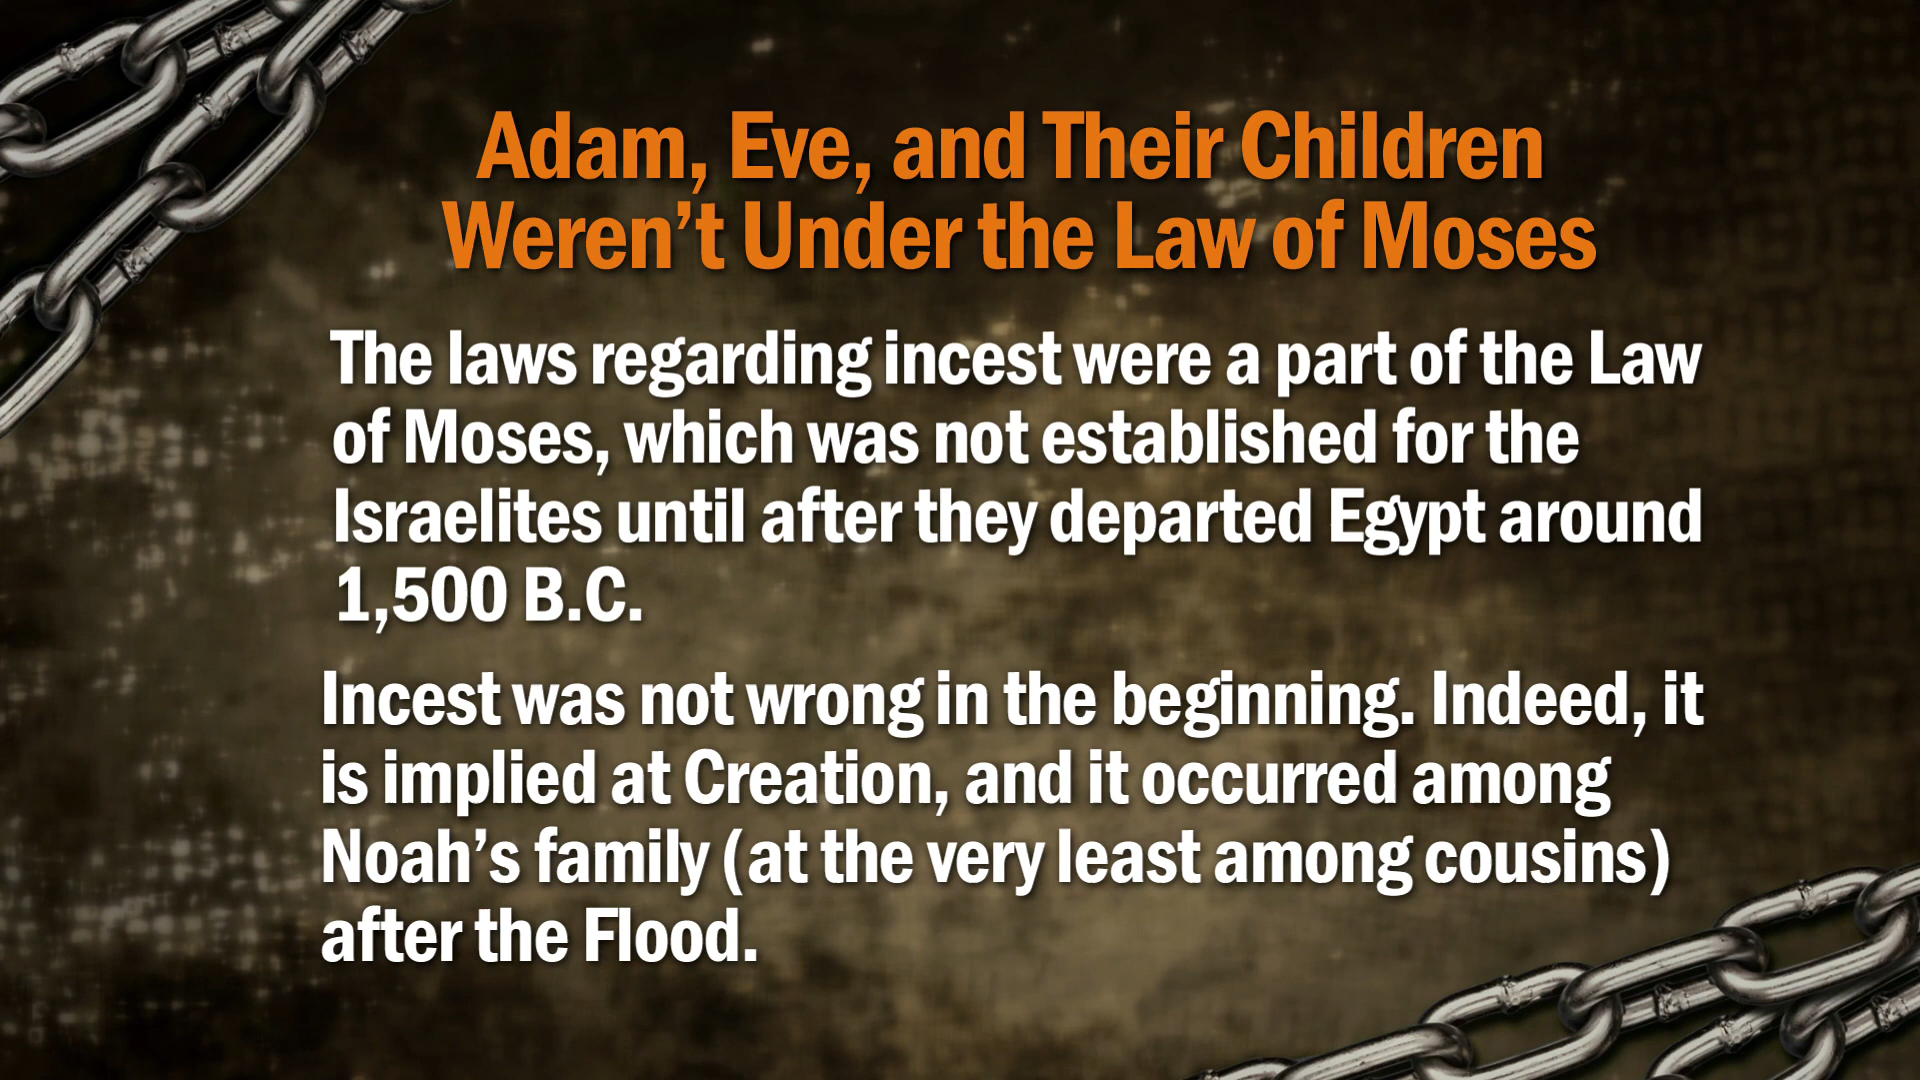 Adam, Eve, and Their Children
Weren’t Under the Law of Moses
The laws regarding incest were a part of the Law
of Moses, which was not established for the
Israelites until after they departed Egypt around
1,500 B.C.
Incest was not wrong in the beginning. Indeed, it
is implied at Creation, and it occurred among
Noah’s family (at the very least among cousins)
after the Flood.